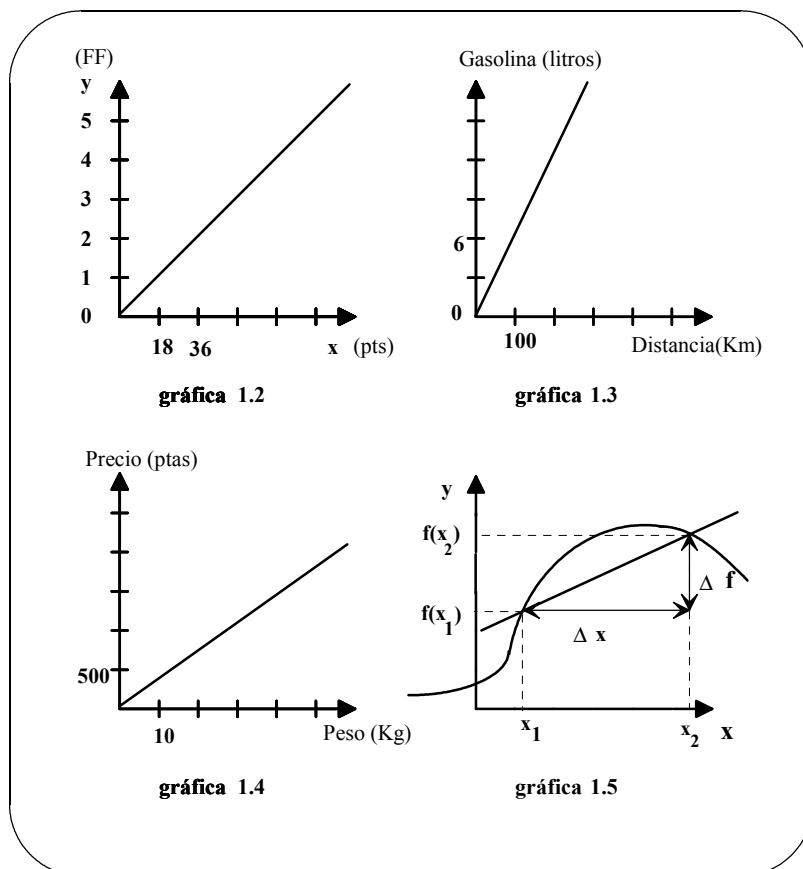 (FF)
y
5
4
3
2
1
0
18 36 x (pts)
gráfica 1.2
Gasolina (litros)
6
0
100
Distancia(Km)
gráfica 1.3
Precio (ptas)
500
10
Peso (Kg)
gráfica 1.4
y
f(x2)
Δ f
f(x1)
Δ x
x1 x2 x
gráfica 1.5